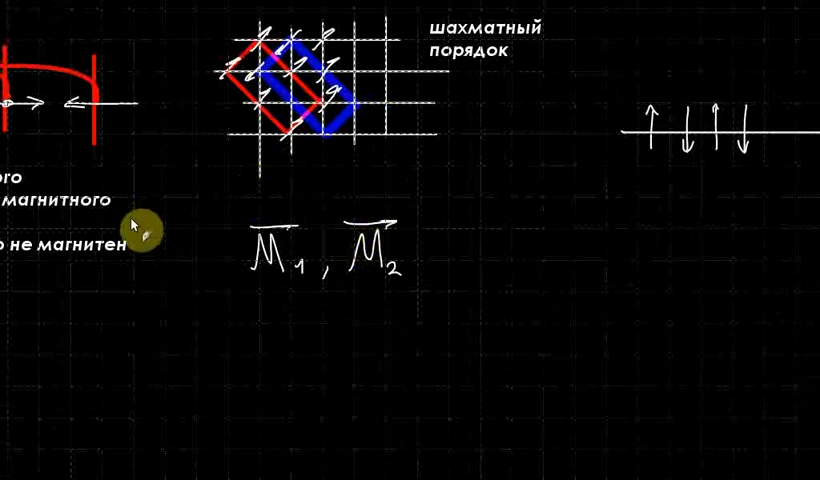 шахматный
порядок
ого
магнитного
о не магнитен
M₁ , M₂